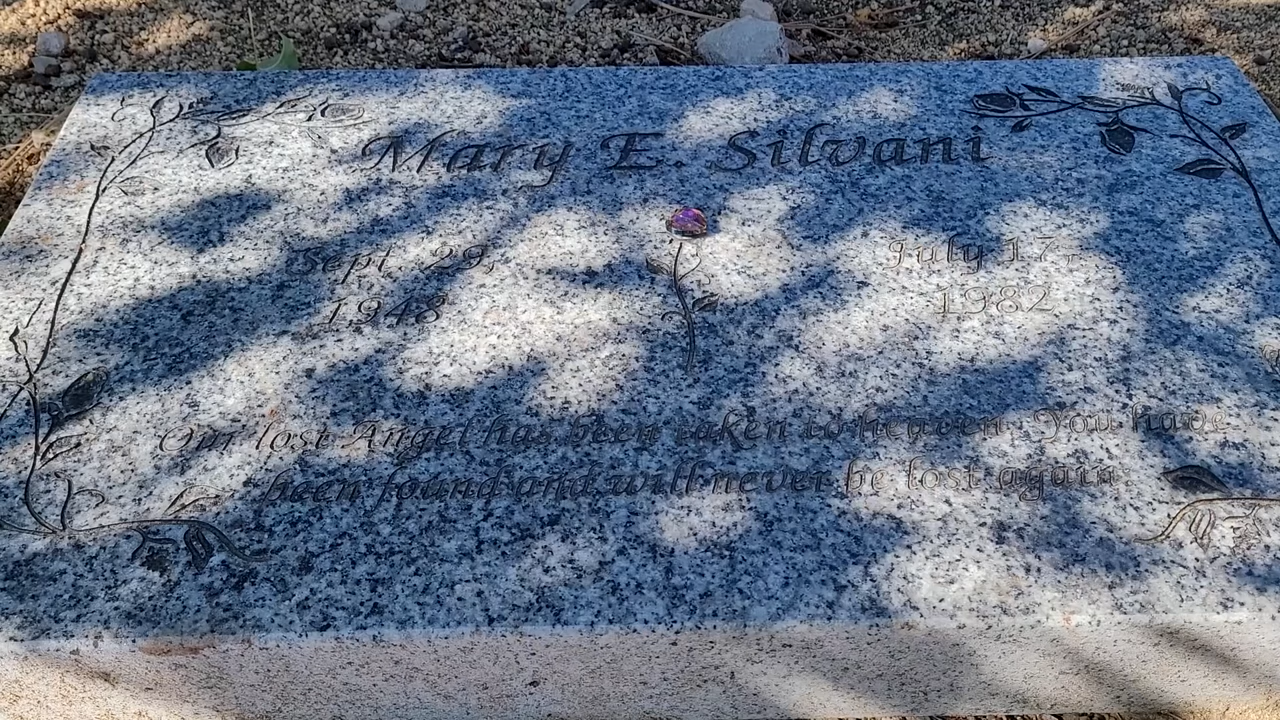 Mary E. Silvani
Sept. 29,
1948
July 17,
1982
Our lost Angel has been taken to heaven. You have
been found and will never be lost again.